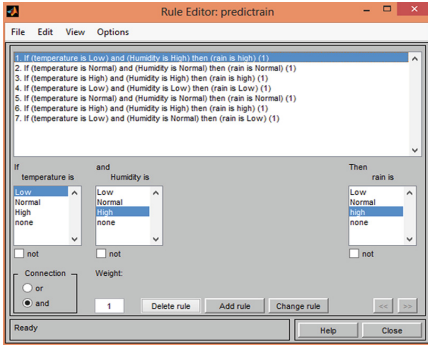 Rule Editor: predictrain
File Edit View Options
1. If (temperature is Low) and (Humidity is High) then (rain is high) (1)
2. If (temperature is Normal) and (Humidity is Normal) then (rain is Normal) (1)
3. If (temperature is High) and (Humidity is High) then (rain is high) (1)
4. If (temperature is Low) and (Humidity is Low) then (rain is Low) (1)
5. If (temperature is Normal) and (Humidity is Low) then (rain is Normal) (1)
6. If (temperature is High) and (Humidity is High) then (rain is high) (1)
7. If (temperature is Low) and (Humidity is Normal) then (rain is Low) (1)
If and Then
temperature is Humidity is rain is
Low Low Low
Normal Normal Normal
High High high
none none none
not not not
Connection Weight:
or
and 1 Delete rule Add rule Change rule << >>
Ready Help Close